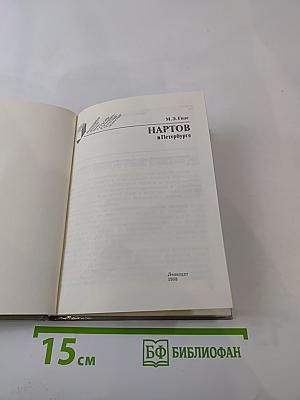 М. Э. Гизе
НАРТОВ
в Петербурге
Лениздат
1988
15 см
БФ БИБЛИОФАН